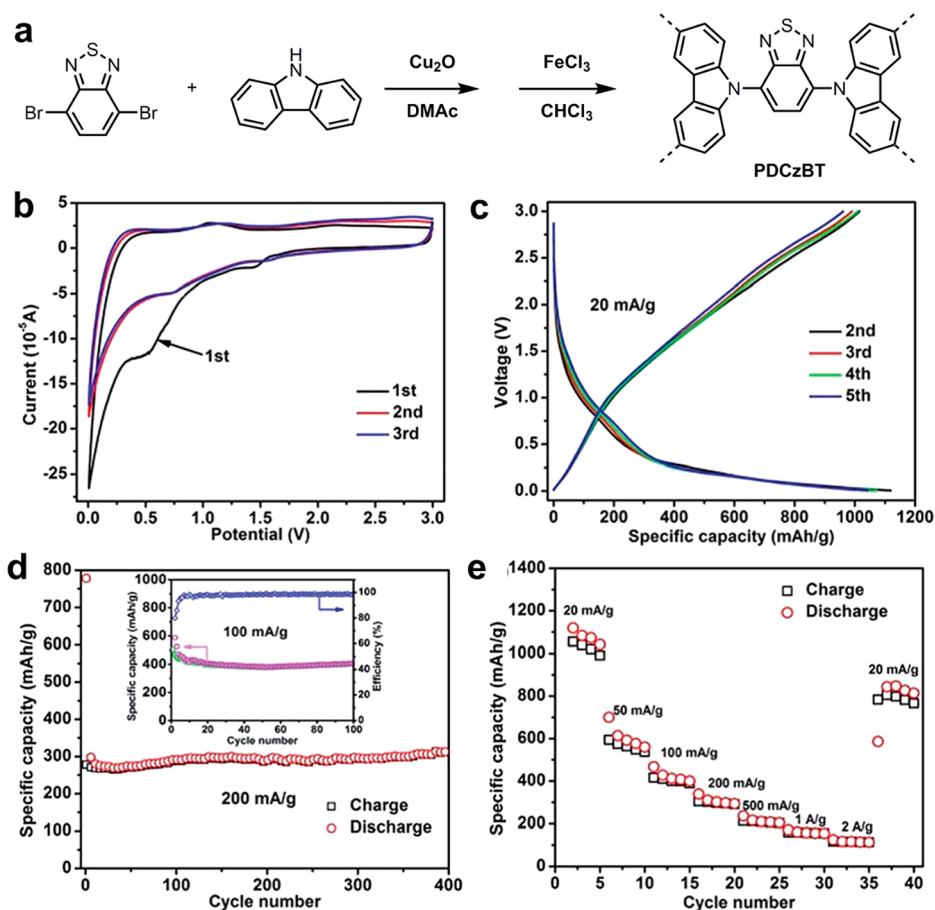 a
S
N N
Br Br
+
H
N
Cu2O
DMAc
FeCl3
CHCl3
S
N N
N N
PDCzBT
b
Current (10-5A)
5
0
-5
-10
-15
-20
-25
1st
1st
2nd
3rd
0.0 0.5 1.0 1.5 2.0 2.5 3.0
Potential (V)
c
Voltage (V)
3.0
2.5
2.0
1.5
1.0
0.5
0.0
20 mA/g
2nd
3rd
4th
5th
0 200 400 600 800 1000 1200
Specific capacity (mAh/g)
d
Specific capacity (mAh/g)
800
700
600
500
400
300
200
100
0
Specific capacity (mAh/g)
1000
800
600
400
200
0
100 mA/g
100
80
60
40
20
0
Efficiency (%)
0 20 40 60 80 100
Cycle number
200 mA/g
Charge
Discharge
0 100 200 300 400
Cycle number
e
Specific capacity (mAh/g)
1400
1200
1000
800
600
400
200
0
Charge
Discharge
20 mA/g
50 mA/g
100 mA/g
200 mA/g
500 mA/g
1 A/g
2 A/g
20 mA/g
0 5 10 15 20 25 30 35 40
Cycle number